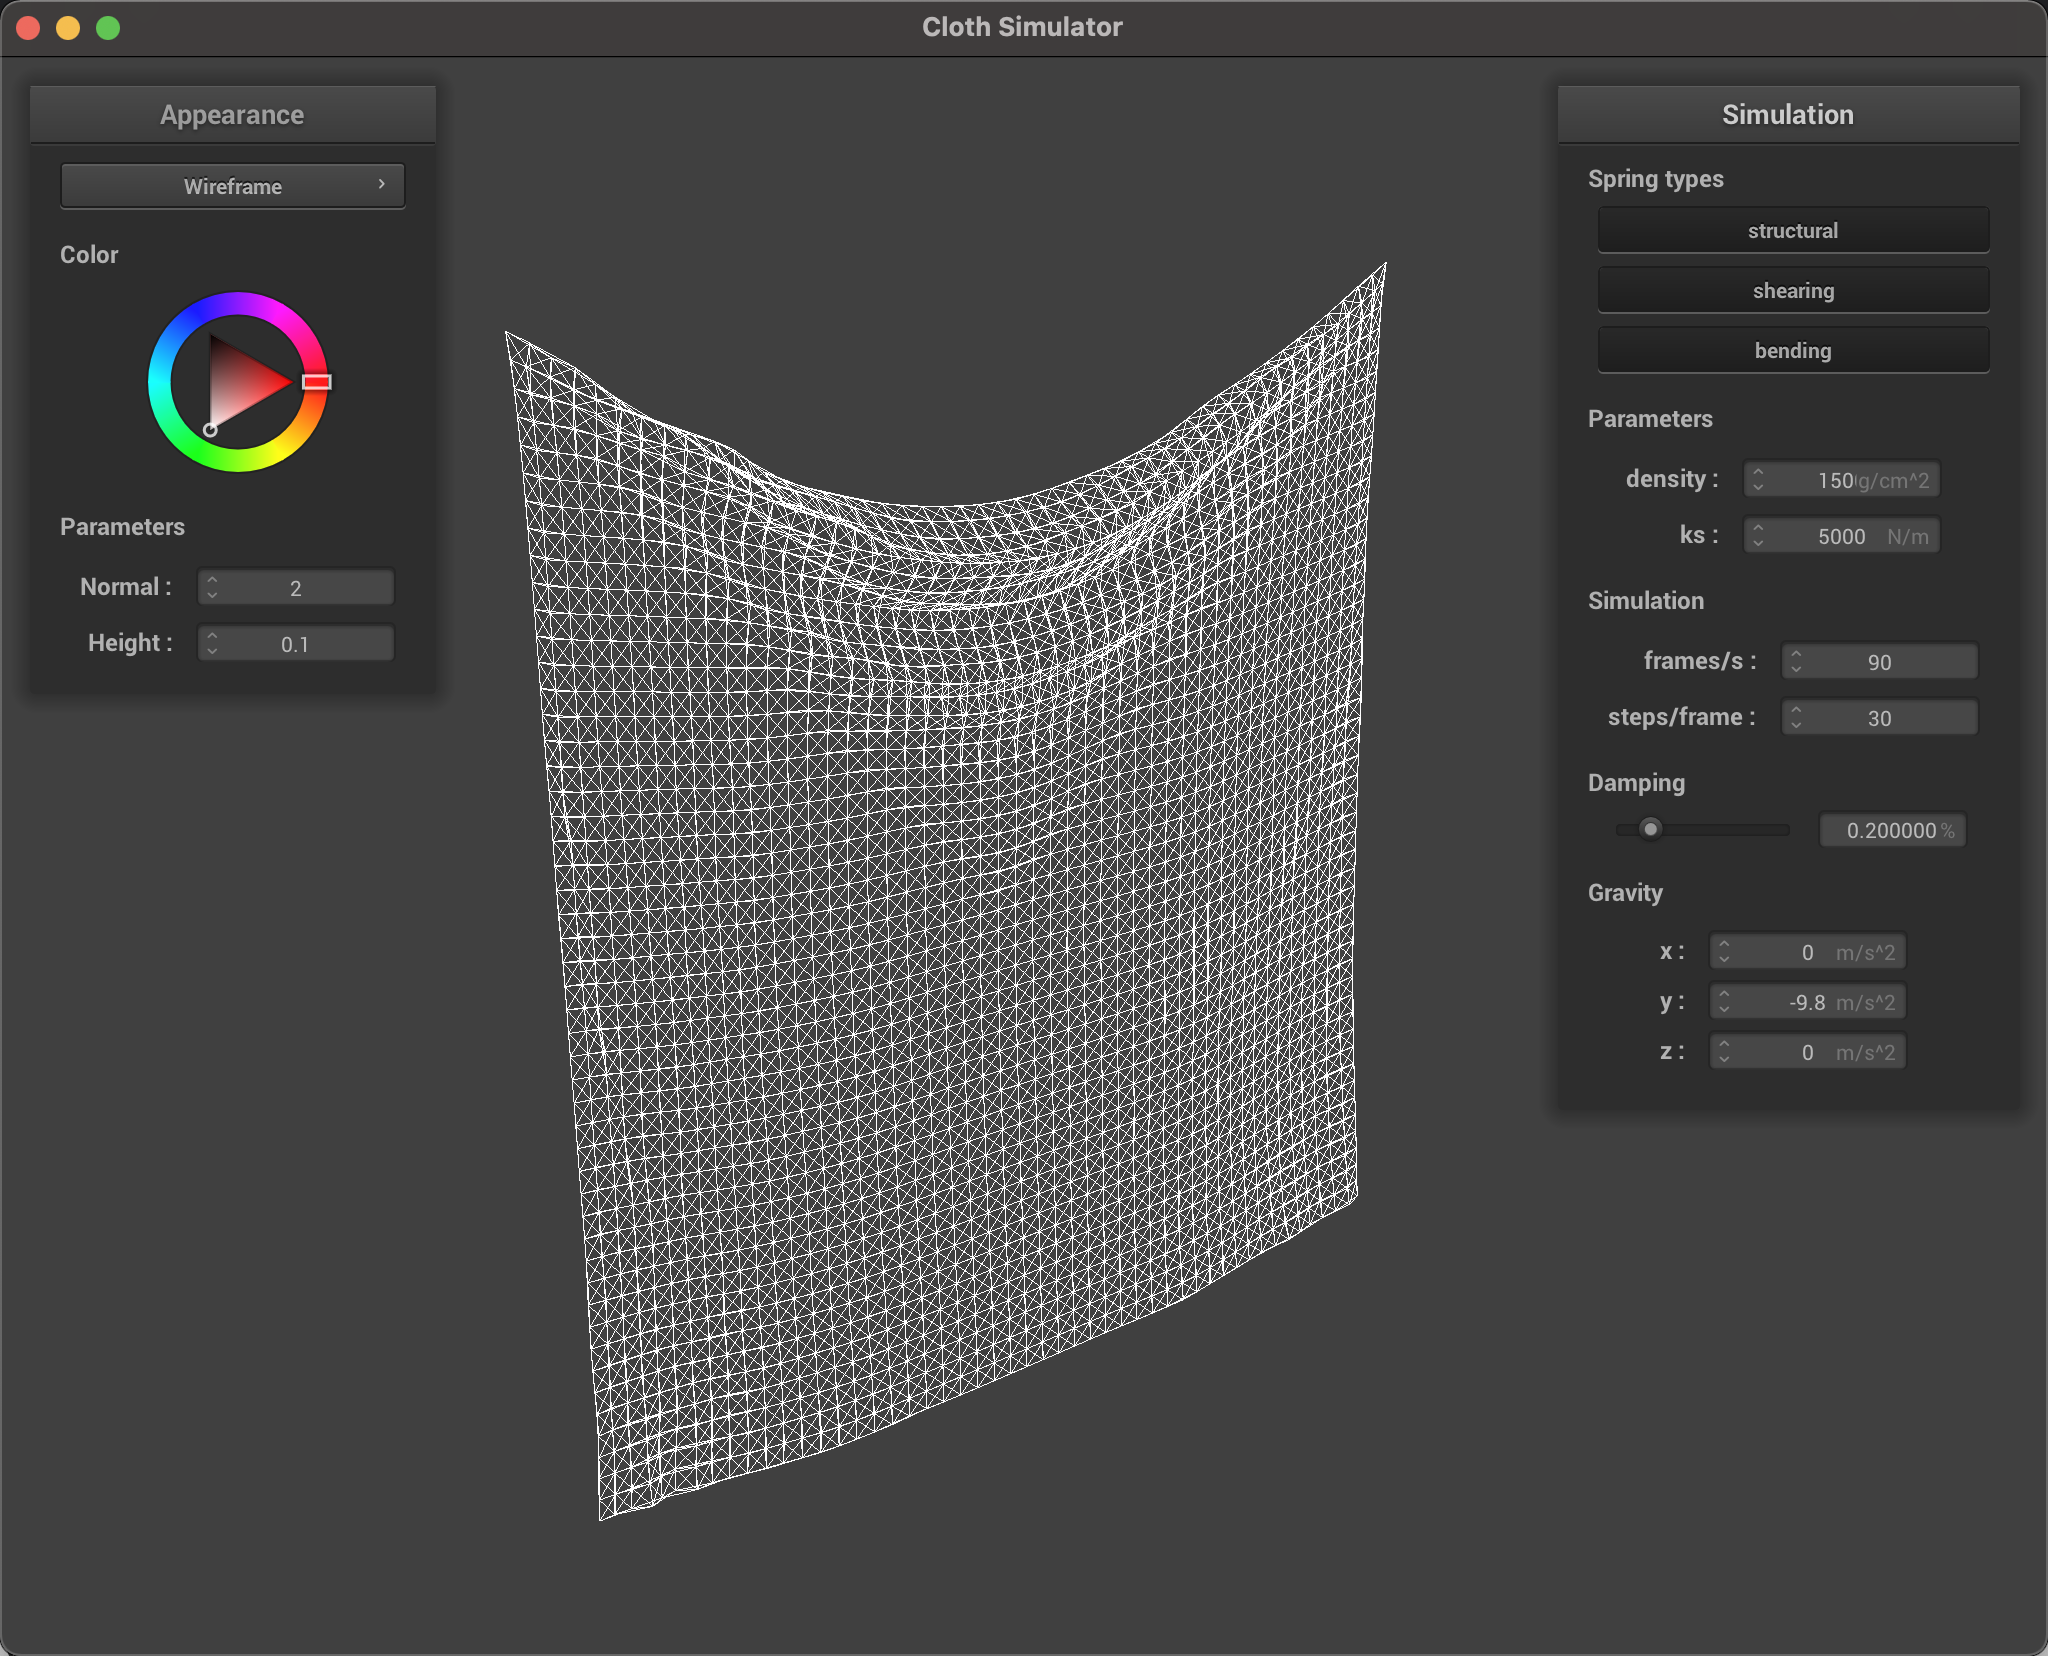 Cloth Simulator
Appearance
Wireframe
Color
Parameters
Normal : 2
Height : 0.1
Simulation
Spring types
structural
shearing
bending
Parameters
density : 150 g/cm^2
ks : 5000 N/m
Simulation
frames/s : 90
steps/frame : 30
Damping
0.200000 %
Gravity
x : 0 m/s^2
y : -9.8 m/s^2
z : 0 m/s^2